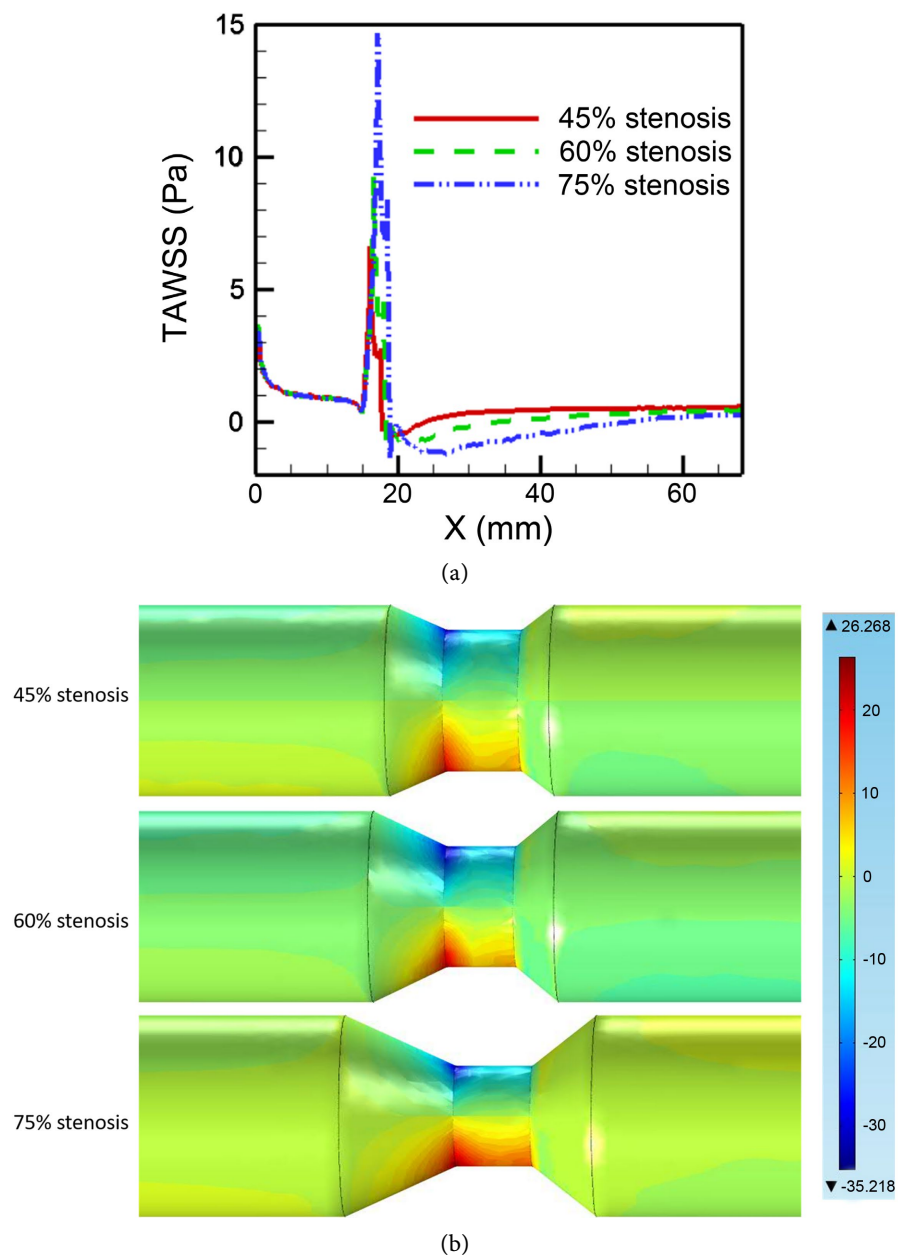 15
10
5
0
TAWSS (Pa)
45% stenosis
60% stenosis
75% stenosis
0 20 40 60
X (mm)
(a)
45% stenosis
60% stenosis
75% stenosis
▲ 26.268
20
10
0
-10
-20
-30
▼ -35.218
(b)